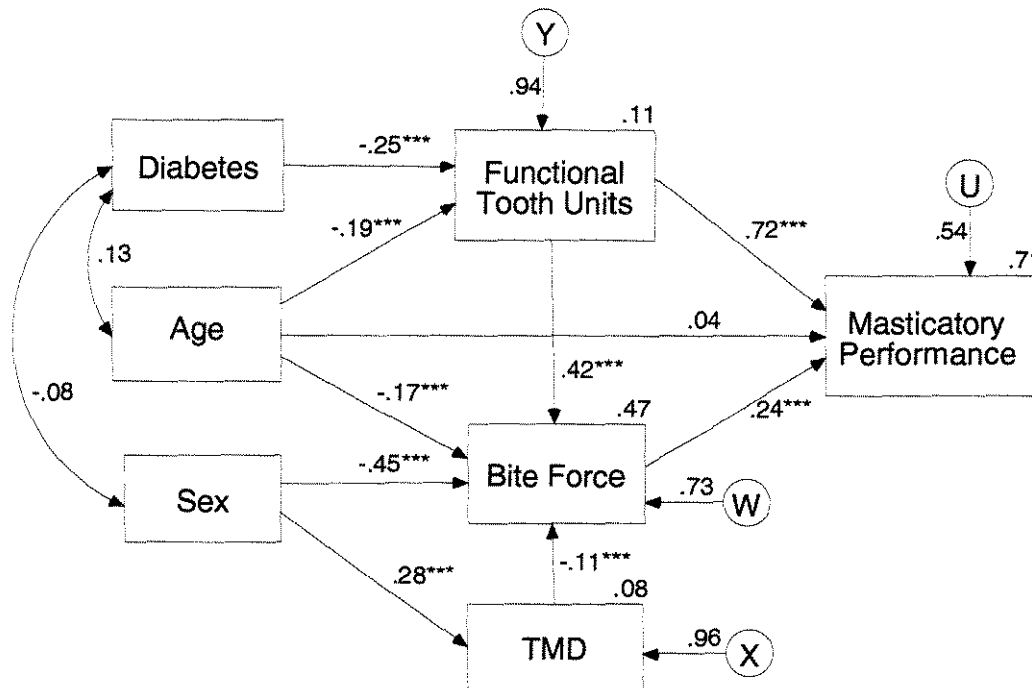 Y
.94
.11
Diabetes
-.25***
Functional
Tooth Units
U
-.19***
.72***
.54
.13
.71
Age
.04
Masticatory
Performance
-.08
-.17***
.42***
.47
.24***
Sex
-.45***
Bite Force
.73
W
.28***
-.11***
.08
TMD
.96
X